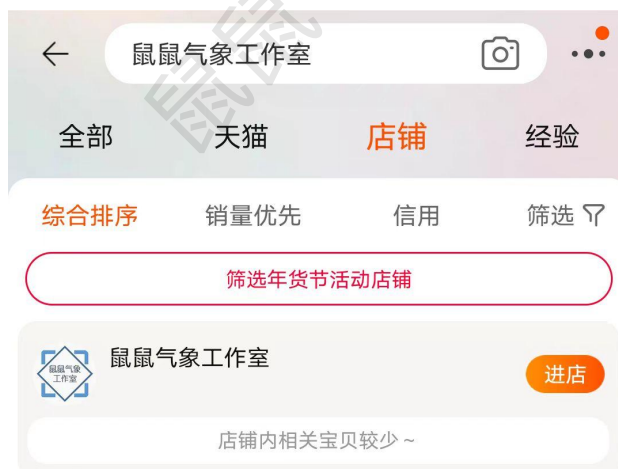 鼠鼠气象工作室
全部 天猫 店铺 经验
综合排序 销量优先 信用 筛选
筛选年货节活动店铺
鼠鼠气象工作室
鼠鼠气象
工作室
进店
店铺内相关宝贝较少~
鼠鼠